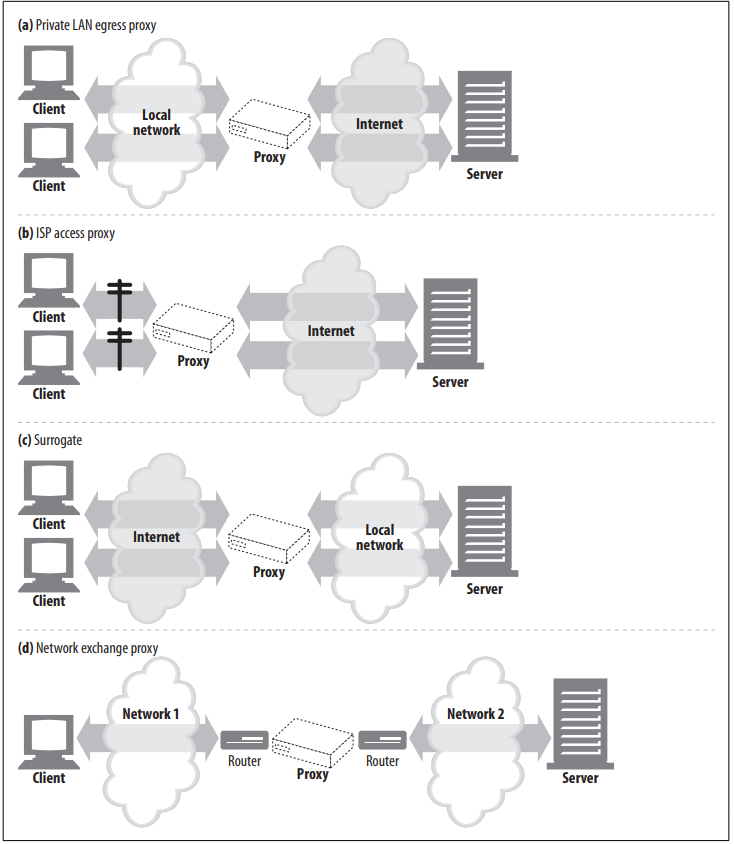 (a) Private LAN egress proxy
Client
Client
Local
network
Proxy
Internet
Server
(b) ISP access proxy
Client
Client
Proxy
Internet
Server
(c) Surrogate
Client
Client
Internet
Proxy
Local
network
Server
(d) Network exchange proxy
Client
Network 1
Router
Proxy
Router
Network 2
Server